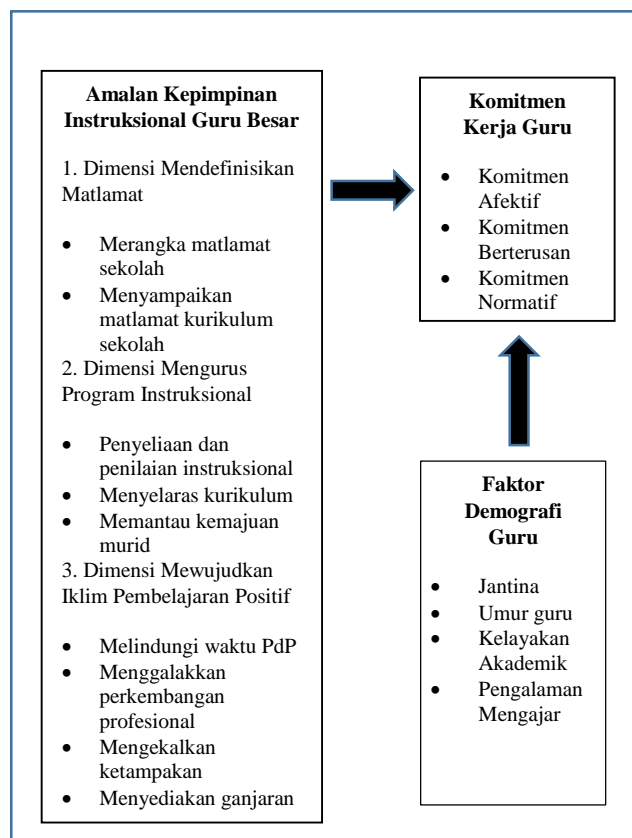 Amalan Kepimpinan
Instruksional Guru Besar
1. Dimensi Mendefinisikan
Matlamat
• Merangka matlamat
sekolah
• Menyampaikan
matlamat kurikulum
sekolah
2. Dimensi Mengurus
Program Instruksional
• Penyeliaan dan
penilaian instruksional
• Menyelaras kurikulum
• Memantau kemajuan
murid
3. Dimensi Mewujudkan
Iklim Pembelajaran Positif
• Melindungi waktu PdP
• Menggalakkan
perkembangan
profesional
• Mengekalkan
ketampakan
• Menyediakan ganjaran
Komitmen
Kerja Guru
• Komitmen
Afektif
• Komitmen
Berterusan
• Komitmen
Normatif
Faktor
Demografi
Guru
• Jantina
• Umur guru
• Kelayakan
Akademik
• Pengalaman
Mengajar